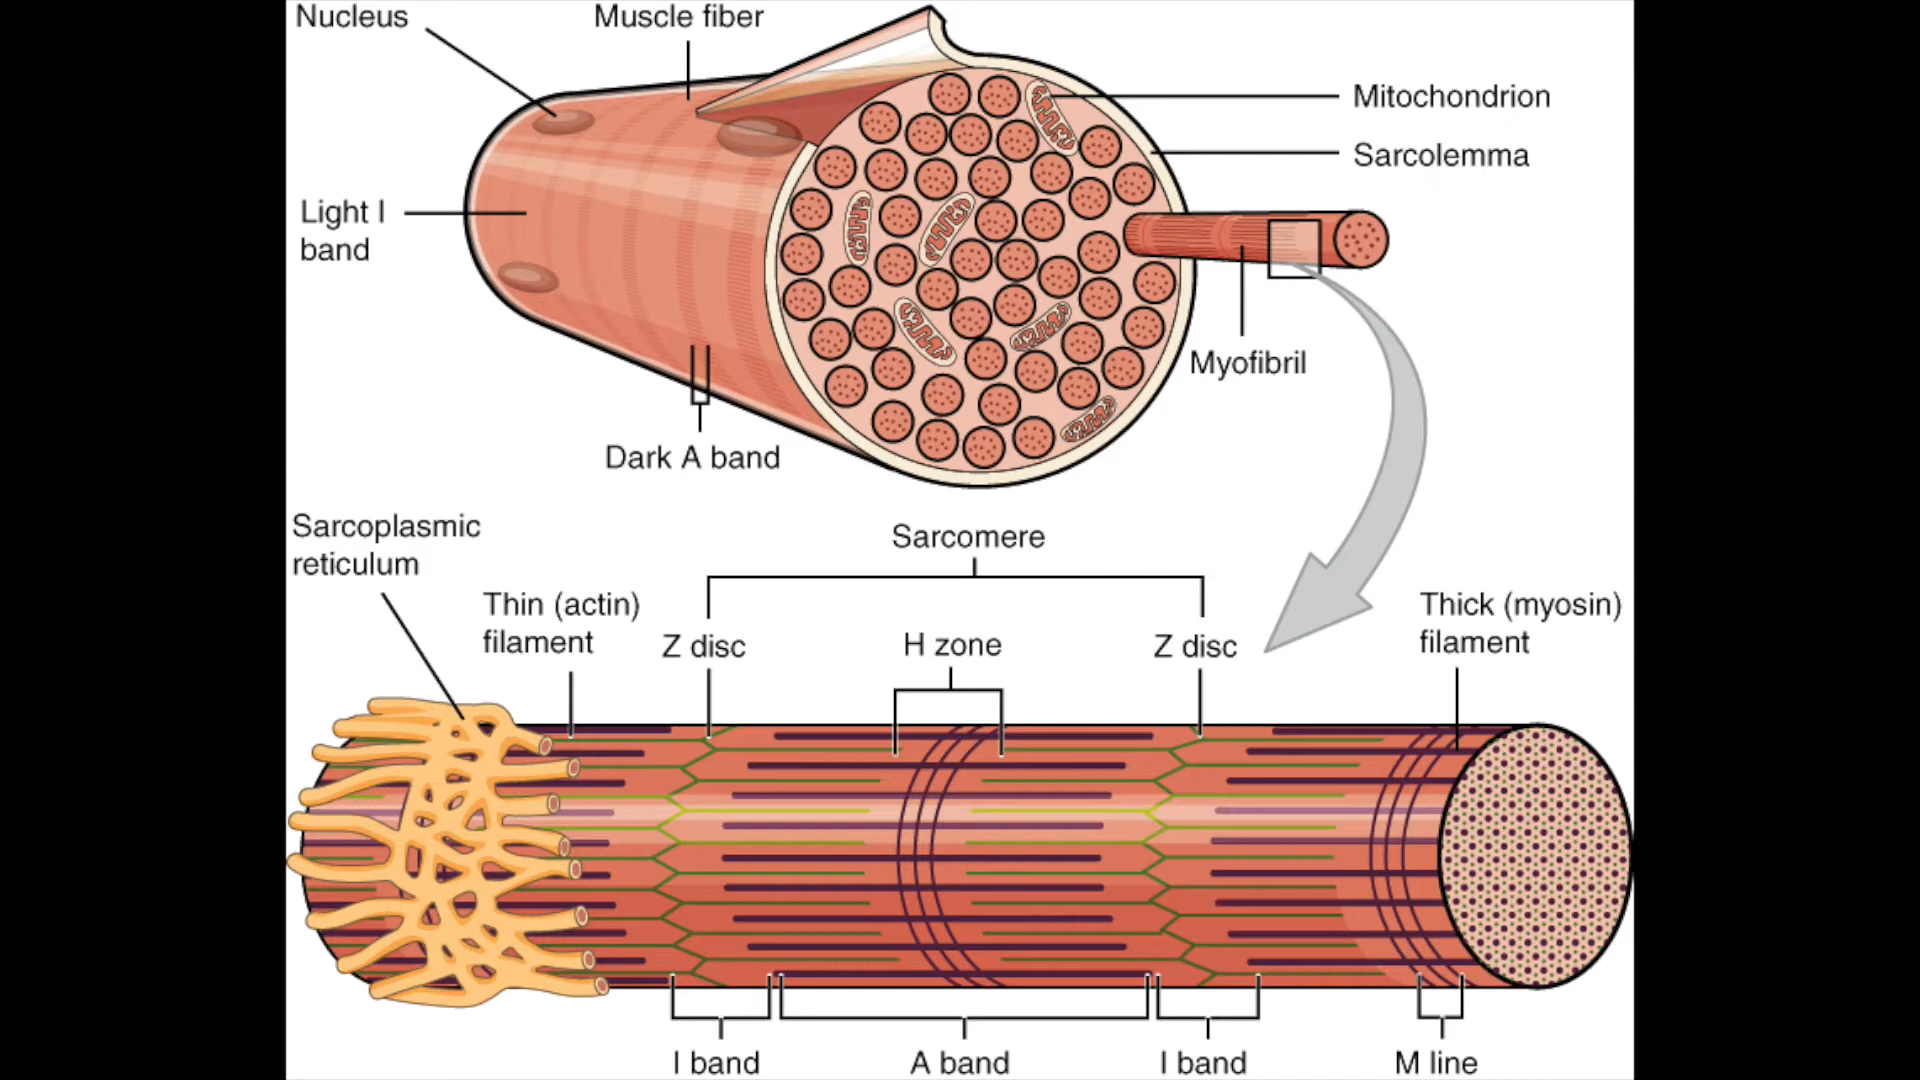 Nucleus
Muscle fiber
Mitochondrion
Sarcolemma
Light I
band
Myofibril
Dark A band
Sarcoplasmic
reticulum
Sarcomere
Thin (actin)
filament
Z disc
H zone
Z disc
Thick (myosin)
filament
I band
A band
I band
M line